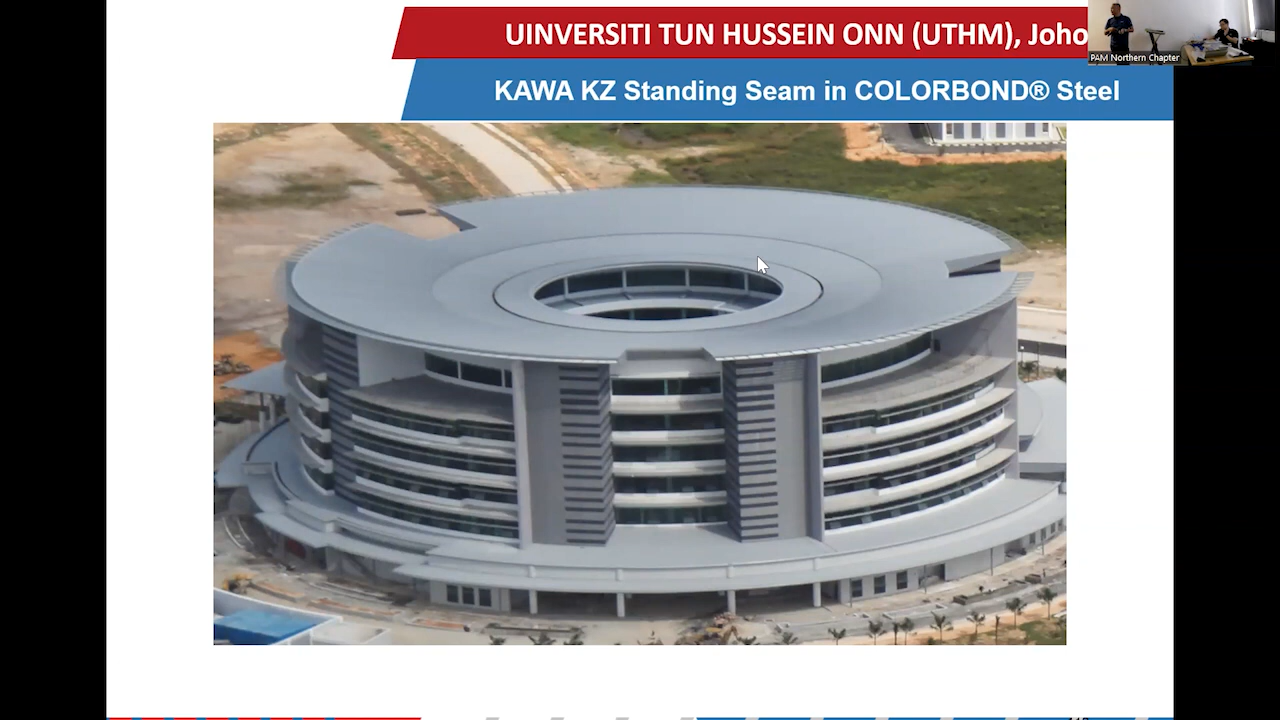 UINVERSITI TUN HUSSEIN ONN (UTHM), Joho
PAM Northern Chapter
KAWA KZ Standing Seam in COLORBOND® Steel